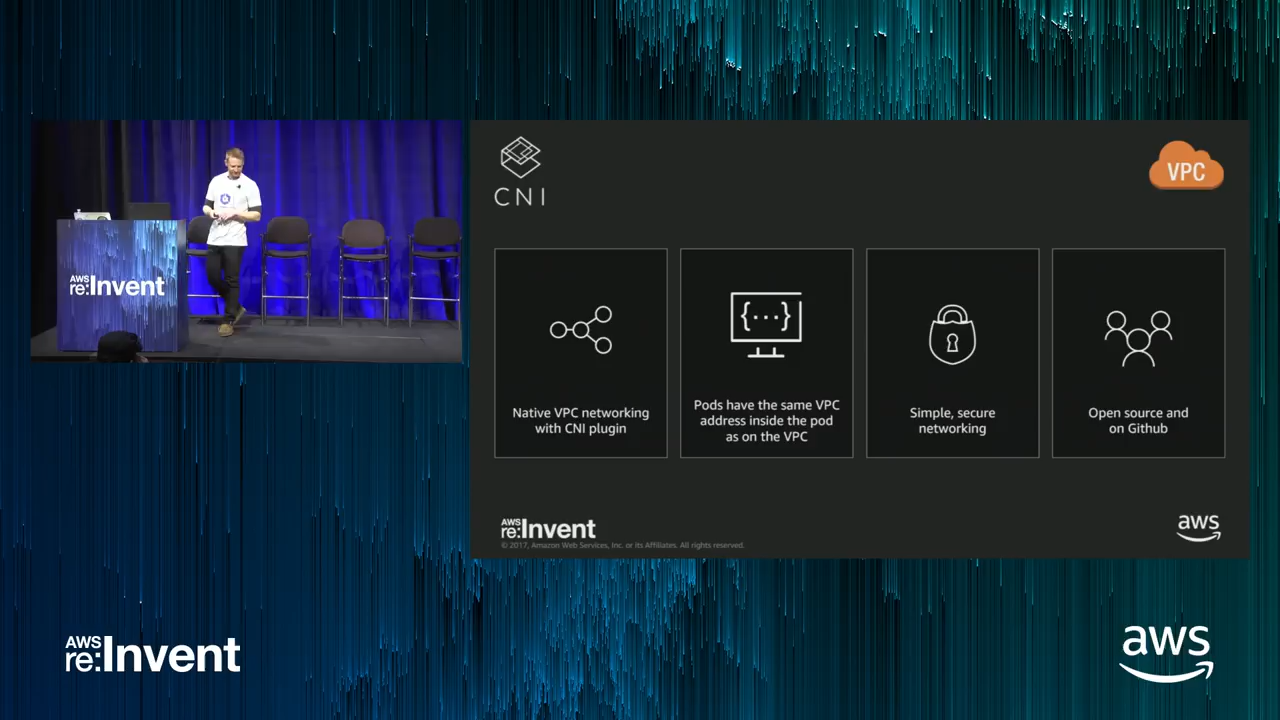 CNI
VPC
Native VPC networking
with CNI plugin
Pods have the same VPC
address inside the pod
as on the VPC
Simple, secure
networking
Open source and
on Github
AWS
re:Invent
© 2017, Amazon Web Services, Inc. or its Affiliates. All rights reserved.
aws
AWS
re:Invent
AWS
re:Invent
aws